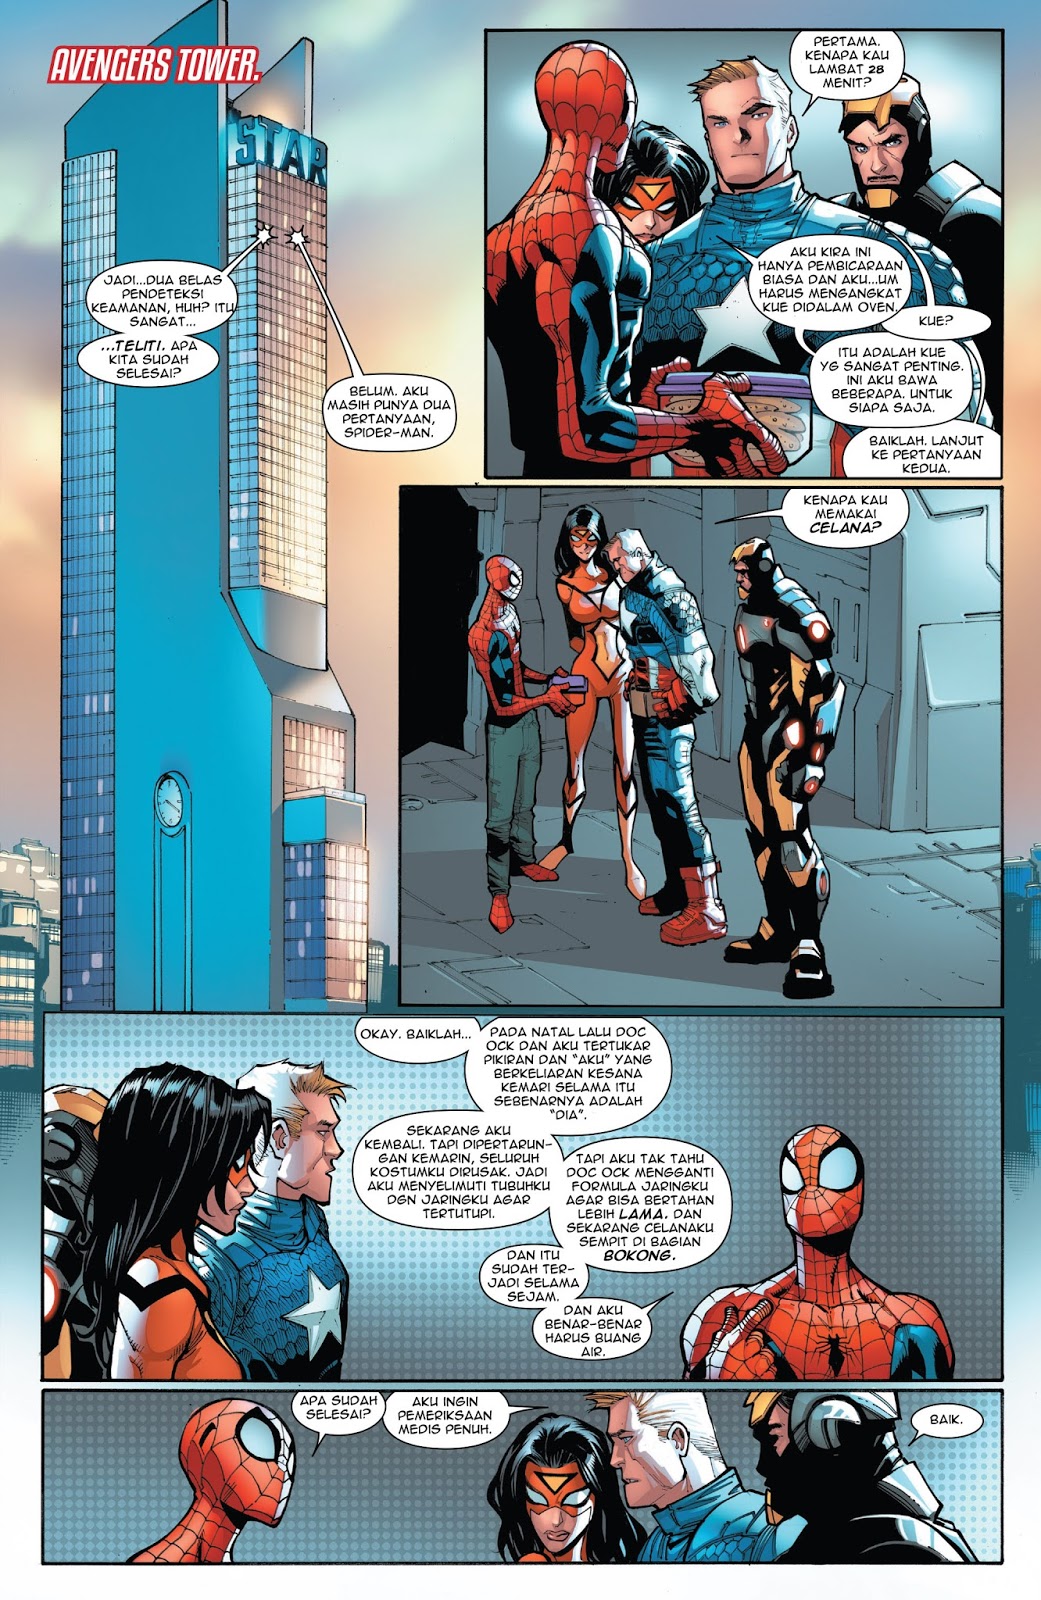 AVENGERS TOWER.
STAR
JADI...DUA BELAS
PENDETEKSI
KEAMANAN, HUH? ITU
SANGAT...
...TELITI. APA
KITA SUDAH
SELESAI?
BELUM. AKU
MASIH PUNYA DUA
PERTANYAAN,
SPIDER-MAN.
PERTAMA.
KENAPA KAU
LAMBAT 28
MENIT?
AKU KIRA INI
HANYA PEMBICARAAN
BIASA DAN AKU...UM
HARUS MENGANGKAT
KUE DIDALAM OVEN.
KUE?
ITU ADALAH KUE
YG SANGAT PENTING.
INI AKU BAWA
BEBERAPA. UNTUK
SIAPA SAJA.
BAIKLAH. LANJUT
KE PERTANYAAN
KEDUA.
KENAPA KAU
MEMAKAI
CELANA?
OKAY. BAIKLAH...
PADA NATAL LALU DOC
OCK DAN AKU TERTUKAR
PIKIRAN DAN "AKU" YANG
BERKELIARAN KESANA
KEMARI SELAMA ITU
SEBENARNYA ADALAH
"DIA".
SEKARANG AKU
KEMBALI. TAPI DIPERTARUN-
GAN KEMARIN, SELURUH
KOSTUMKU DIRUSAK. JADI
AKU MENYELIMUTI TUBUHKU
DGN JARINGKU AGAR
TERTUTUPI.
TAPI AKU TAK TAHU
DOC OCK MENGGANTI
FORMULA JARINGKU
AGAR BISA BERTAHAN
LEBIH LAMA. DAN
SEKARANG CELANAKU
SEMPIT DI BAGIAN
BOKONG.
DAN ITU
SUDAH TER-
JADI SELAMA
SEJAM.
DAN AKU
BENAR-BENAR
HARUS BUANG
AIR.
APA SUDAH
SELESAI?
AKU INGIN
PEMERIKSAAN
MEDIS PENUH.
BAIK.